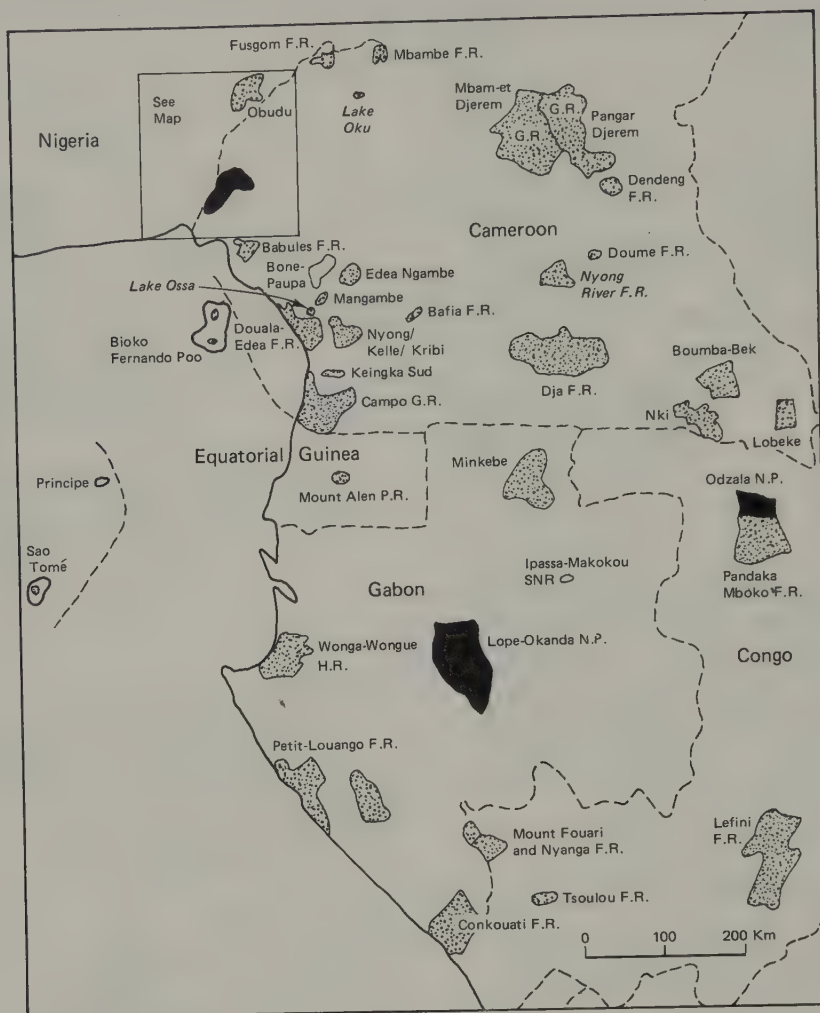 Fusgom F.R.
Mbambe F.R.
See
Map
Obudu
Lake
Oku
Mbam-et
Djerem
G.R.
G.R.
Pangar
Djerem
Nigeria
Dendeng
F.R.
Cameroon
Babules F.R.
Bone-
Paupa
Edea Ngambe
Doume F.R.
Nyong
River F.R.
Lake Ossa
Mangambe
Bafia F.R.
Bioko
Fernando Poo
Douala-
Edea F.R.
Nyong/
Kelle/ Kribi
Boumba-Bek
Keingka Sud
Dja F.R.
Campo G.R.
Nki
Lobeke
Equatorial Guinea
Minkebe
Principe
Mount Alen P.R.
Odzala N.P.
Sao
Tomé
Ipassa-Makokou
SNR
Gabon
Pandaka
Mboko F.R.
Wonga-Wongue
H.R.
Lope-Okanda N.P.
Congo
Petit-Louango F.R.
Mount Fouari
and Nyanga F.R.
Lefini
F.R.
Tsoulou F.R.
Conkouati F.R.
0 100 200 Km